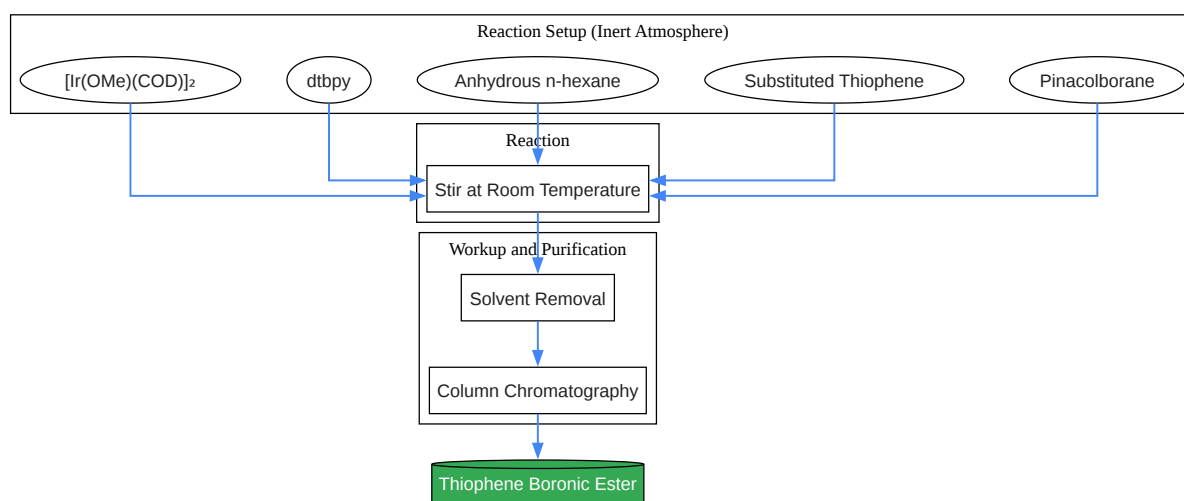 Reaction Setup (Inert Atmosphere)
[Ir(OMe)(COD)]₂
dtbpy
Anhydrous n-hexane
Substituted Thiophene
Pinacolborane
Reaction
Stir at Room Temperature
Workup and Purification
Solvent Removal
Column Chromatography
Thiophene Boronic Ester